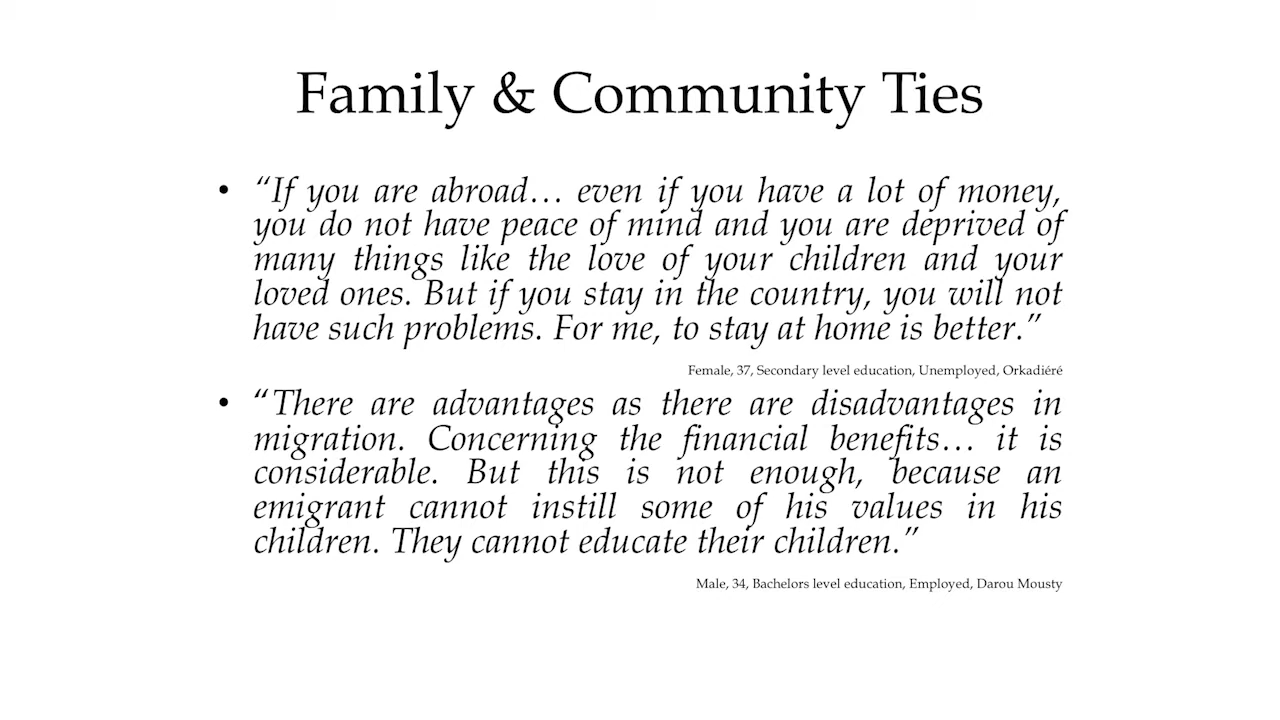 Family & Community Ties
• “If you are abroad… even if you have a lot of money,
you do not have peace of mind and you are deprived of
many things like the love of your children and your
loved ones. But if you stay in the country, you will not
have such problems. For me, to stay at home is better.”
Female, 37, Secondary level education, Unemployed, Orkadiéré
• “There are advantages as there are disadvantages in
migration. Concerning the financial benefits… it is
considerable. But this is not enough, because an
emigrant cannot instill some of his values in his
children. They cannot educate their children.”
Male, 34, Bachelors level education, Employed, Darou Mousty